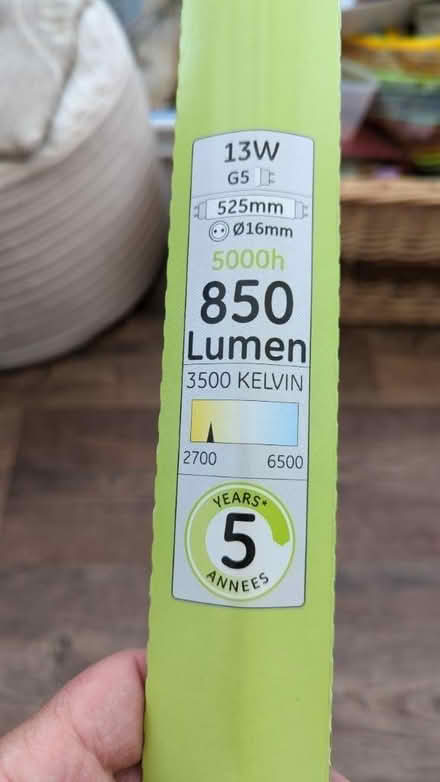 13W
G5
525mm
Ø16mm
5000h
850
Lumen
3500 KELVIN
2700 6500
YEARS*
5
ANNEES